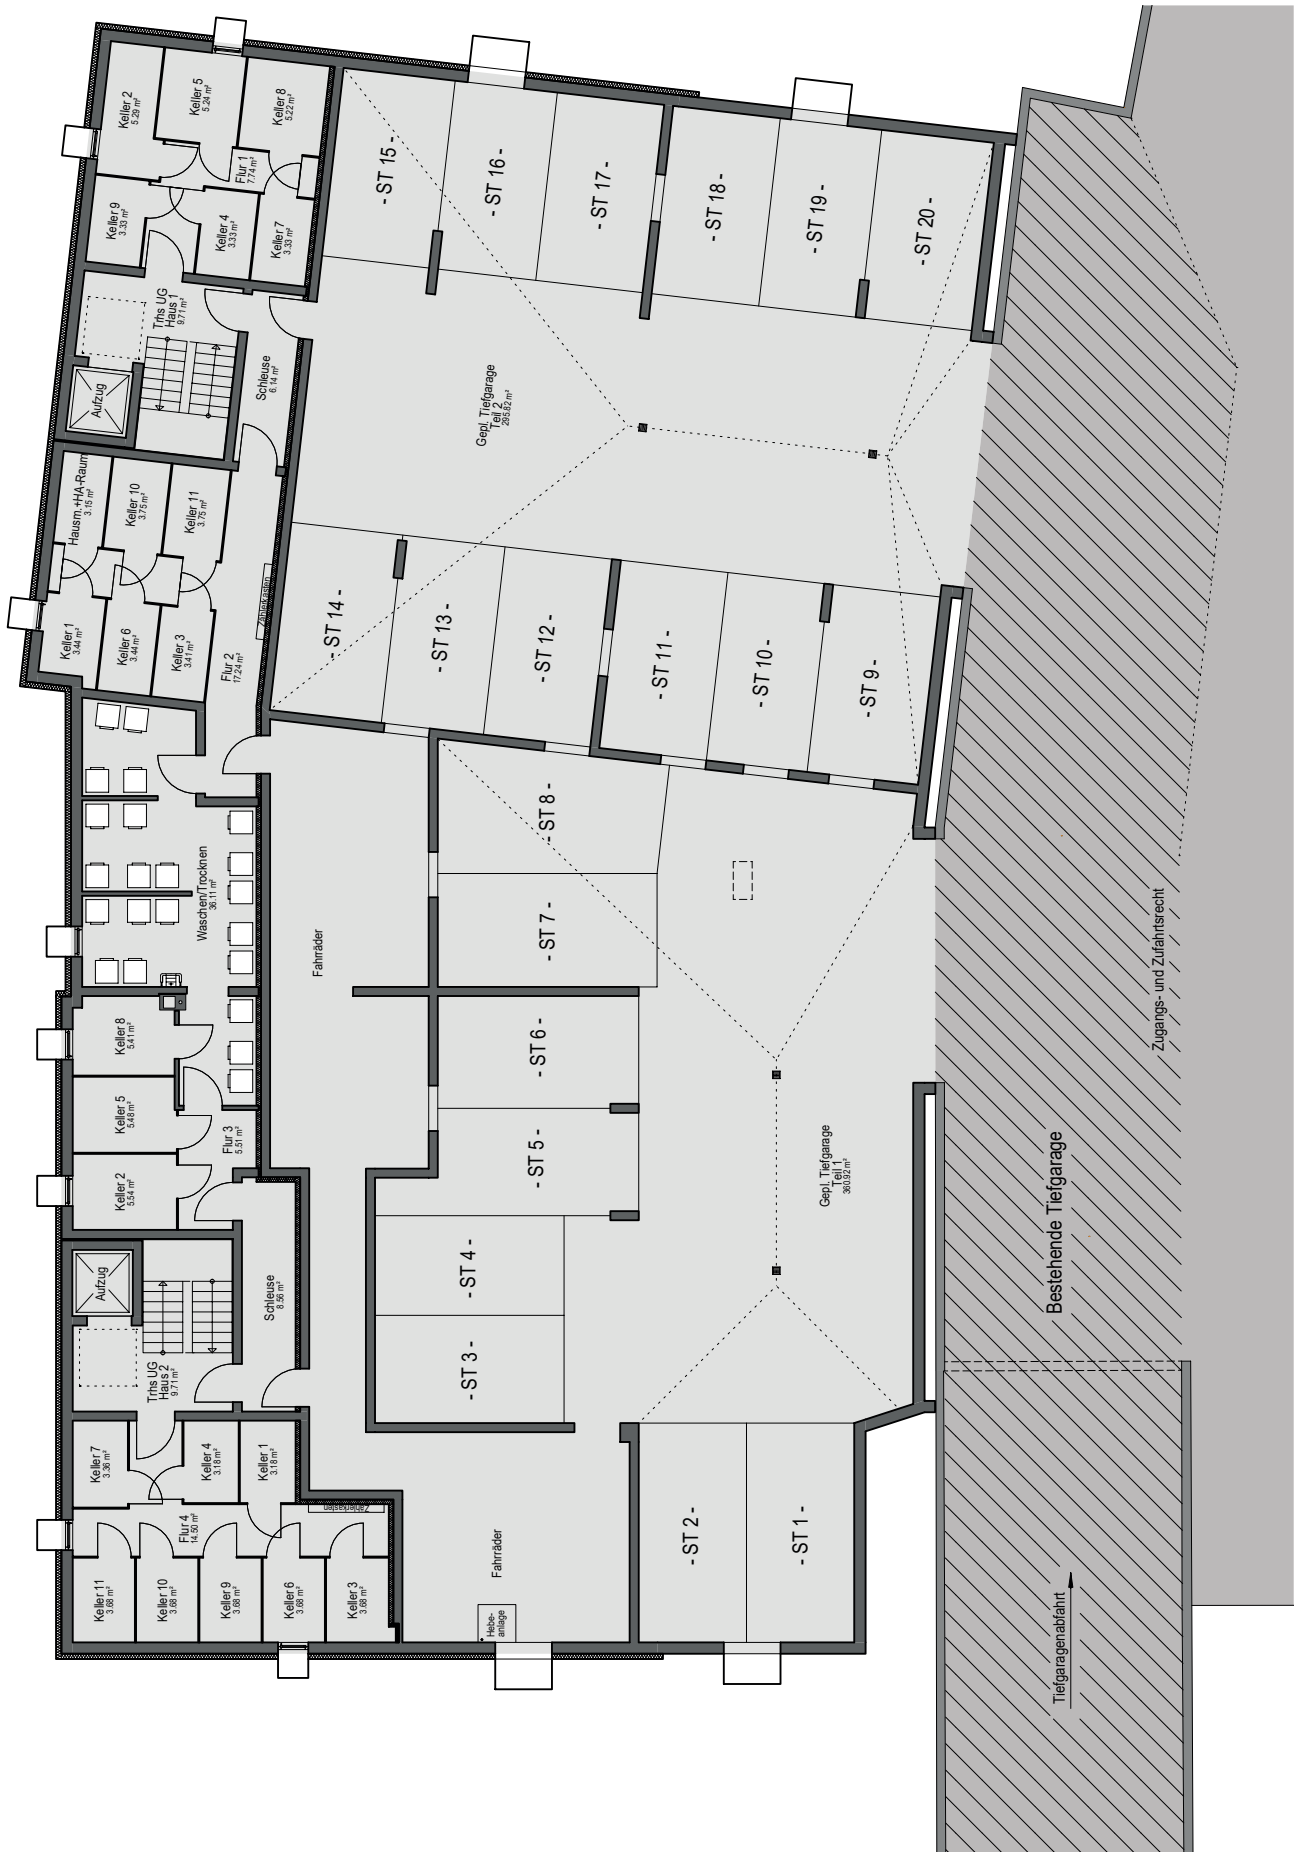 Keller 2
5.29 m²
Keller 5
5.24 m²
Keller 8
5.22 m²
Flur 1
7.74 m²
Keller 9
3.33 m²
Keller 4
3.33 m²
Keller 7
3.33 m²
Trhs UG
Haus 1
9.71 m²
Aufzug
Schleuse
6.14 m²
Hausm.+HA-Raum
3.15 m²
Keller 10
3.75 m²
Keller 11
3.75 m²
Keller 1
3.44 m²
Keller 6
3.44 m²
Keller 3
3.41 m²
Flur 2
17.24 m²
Zählerkasten
- ST 15 -
- ST 16 -
- ST 17 -
- ST 18 -
- ST 19 -
- ST 20 -
Gepl. Tiefgarage
Teil 2
295.82 m²
- ST 14 -
- ST 13 -
- ST 12 -
- ST 11 -
- ST 10 -
- ST 9 -
Waschen/Trocknen
36.11 m²
Fahrräder
- ST 8 -
- ST 7 -
- ST 6 -
- ST 5 -
- ST 4 -
- ST 3 -
Keller 8
5.41 m²
Keller 5
5.48 m²
Keller 2
5.54 m²
Flur 3
5.51 m²
Aufzug
Trhs UG
Haus 2
9.71 m²
Schleuse
8.56 m²
Gepl. Tiefgarage
Teil 1
360.92 m²
Keller 7
3.36 m²
Keller 4
3.18 m²
Keller 1
3.18 m²
Zählerkasten
Flur 4
14.50 m²
Keller 11
3.68 m²
Keller 10
3.68 m²
Keller 9
3.68 m²
Keller 6
3.68 m²
Keller 3
3.68 m²
Fahrräder
Hebe-
anlage
- ST 2 -
- ST 1 -
Zugangs- und Zufahrtsrecht
Bestehende Tiefgarage
Tiefgaragenabfahrt